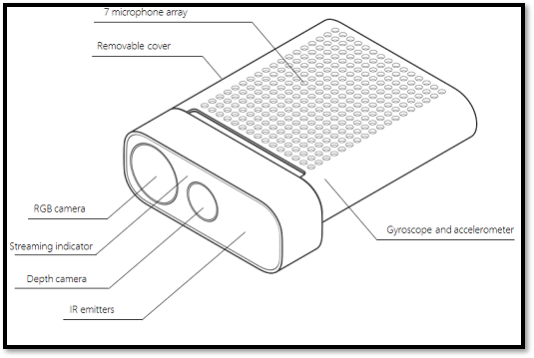 7 microphone array
Removable cover
RGB camera
Gyroscope and accelerometer
Streaming indicator
Depth camera
IR emitters